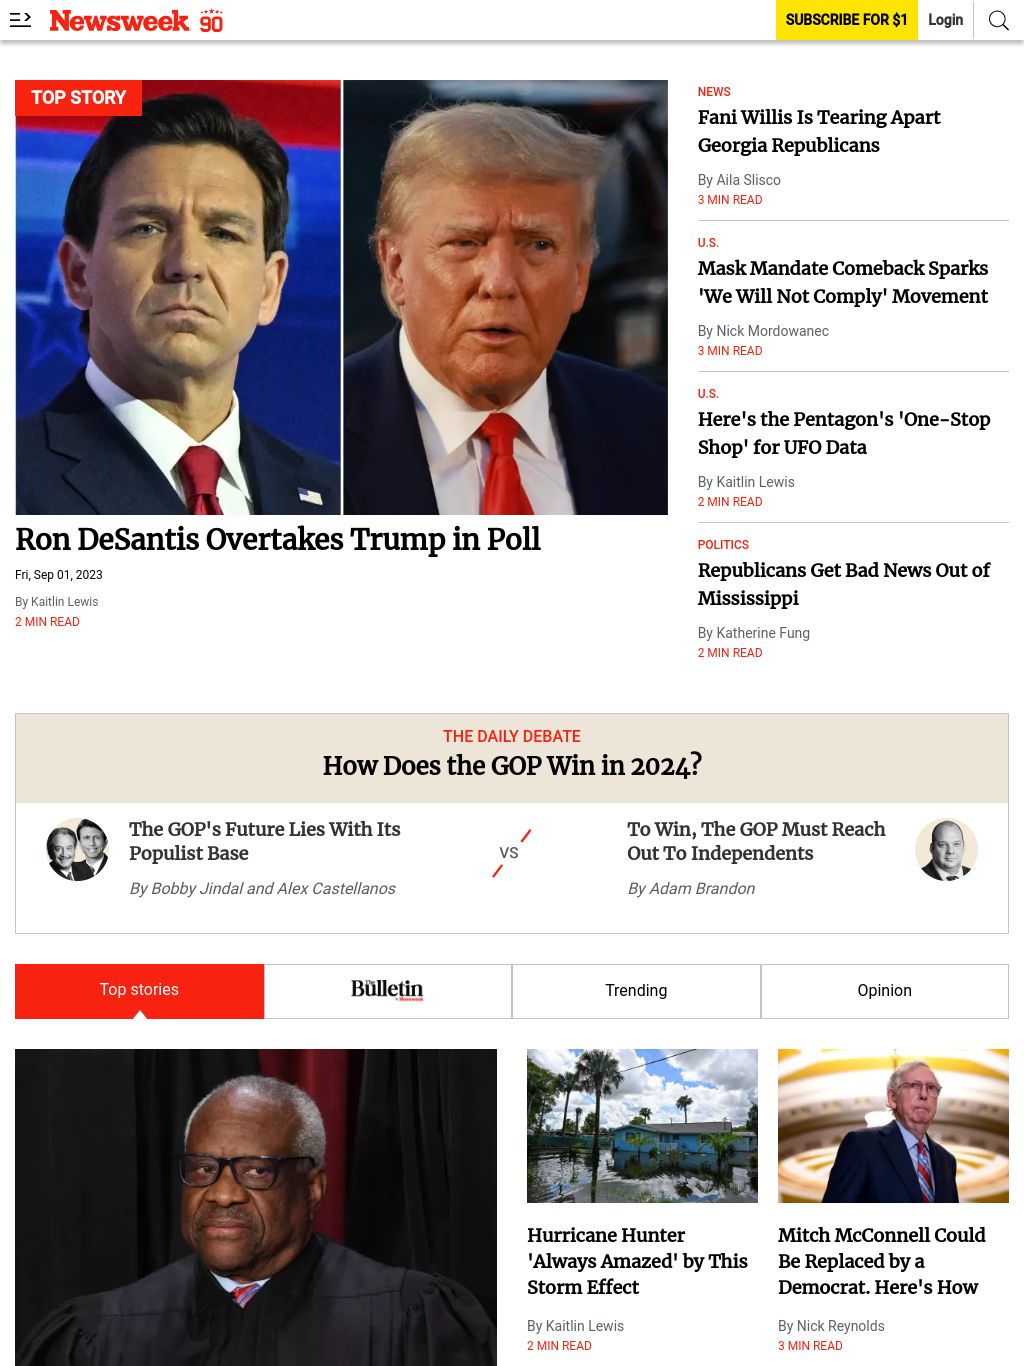 Newsweek 90
SUBSCRIBE FOR $1
Login
TOP STORY
Ron DeSantis Overtakes Trump in Poll
Fri, Sep 01, 2023
By Kaitlin Lewis
2 MIN READ
NEWS
Fani Willis Is Tearing Apart
Georgia Republicans
By Aila Slisco
3 MIN READ
U.S.
Mask Mandate Comeback Sparks
'We Will Not Comply' Movement
By Nick Mordowanec
3 MIN READ
U.S.
Here's the Pentagon's 'One-Stop
Shop' for UFO Data
By Kaitlin Lewis
2 MIN READ
POLITICS
Republicans Get Bad News Out of
Mississippi
By Katherine Fung
2 MIN READ
THE DAILY DEBATE
How Does the GOP Win in 2024?
The GOP's Future Lies With Its
Populist Base
By Bobby Jindal and Alex Castellanos
VS
To Win, The GOP Must Reach
Out To Independents
By Adam Brandon
Top stories
The Bulletin
Trending
Opinion
Hurricane Hunter
'Always Amazed' by This
Storm Effect
By Kaitlin Lewis
2 MIN READ
Mitch McConnell Could
Be Replaced by a
Democrat. Here's How
By Nick Reynolds
3 MIN READ